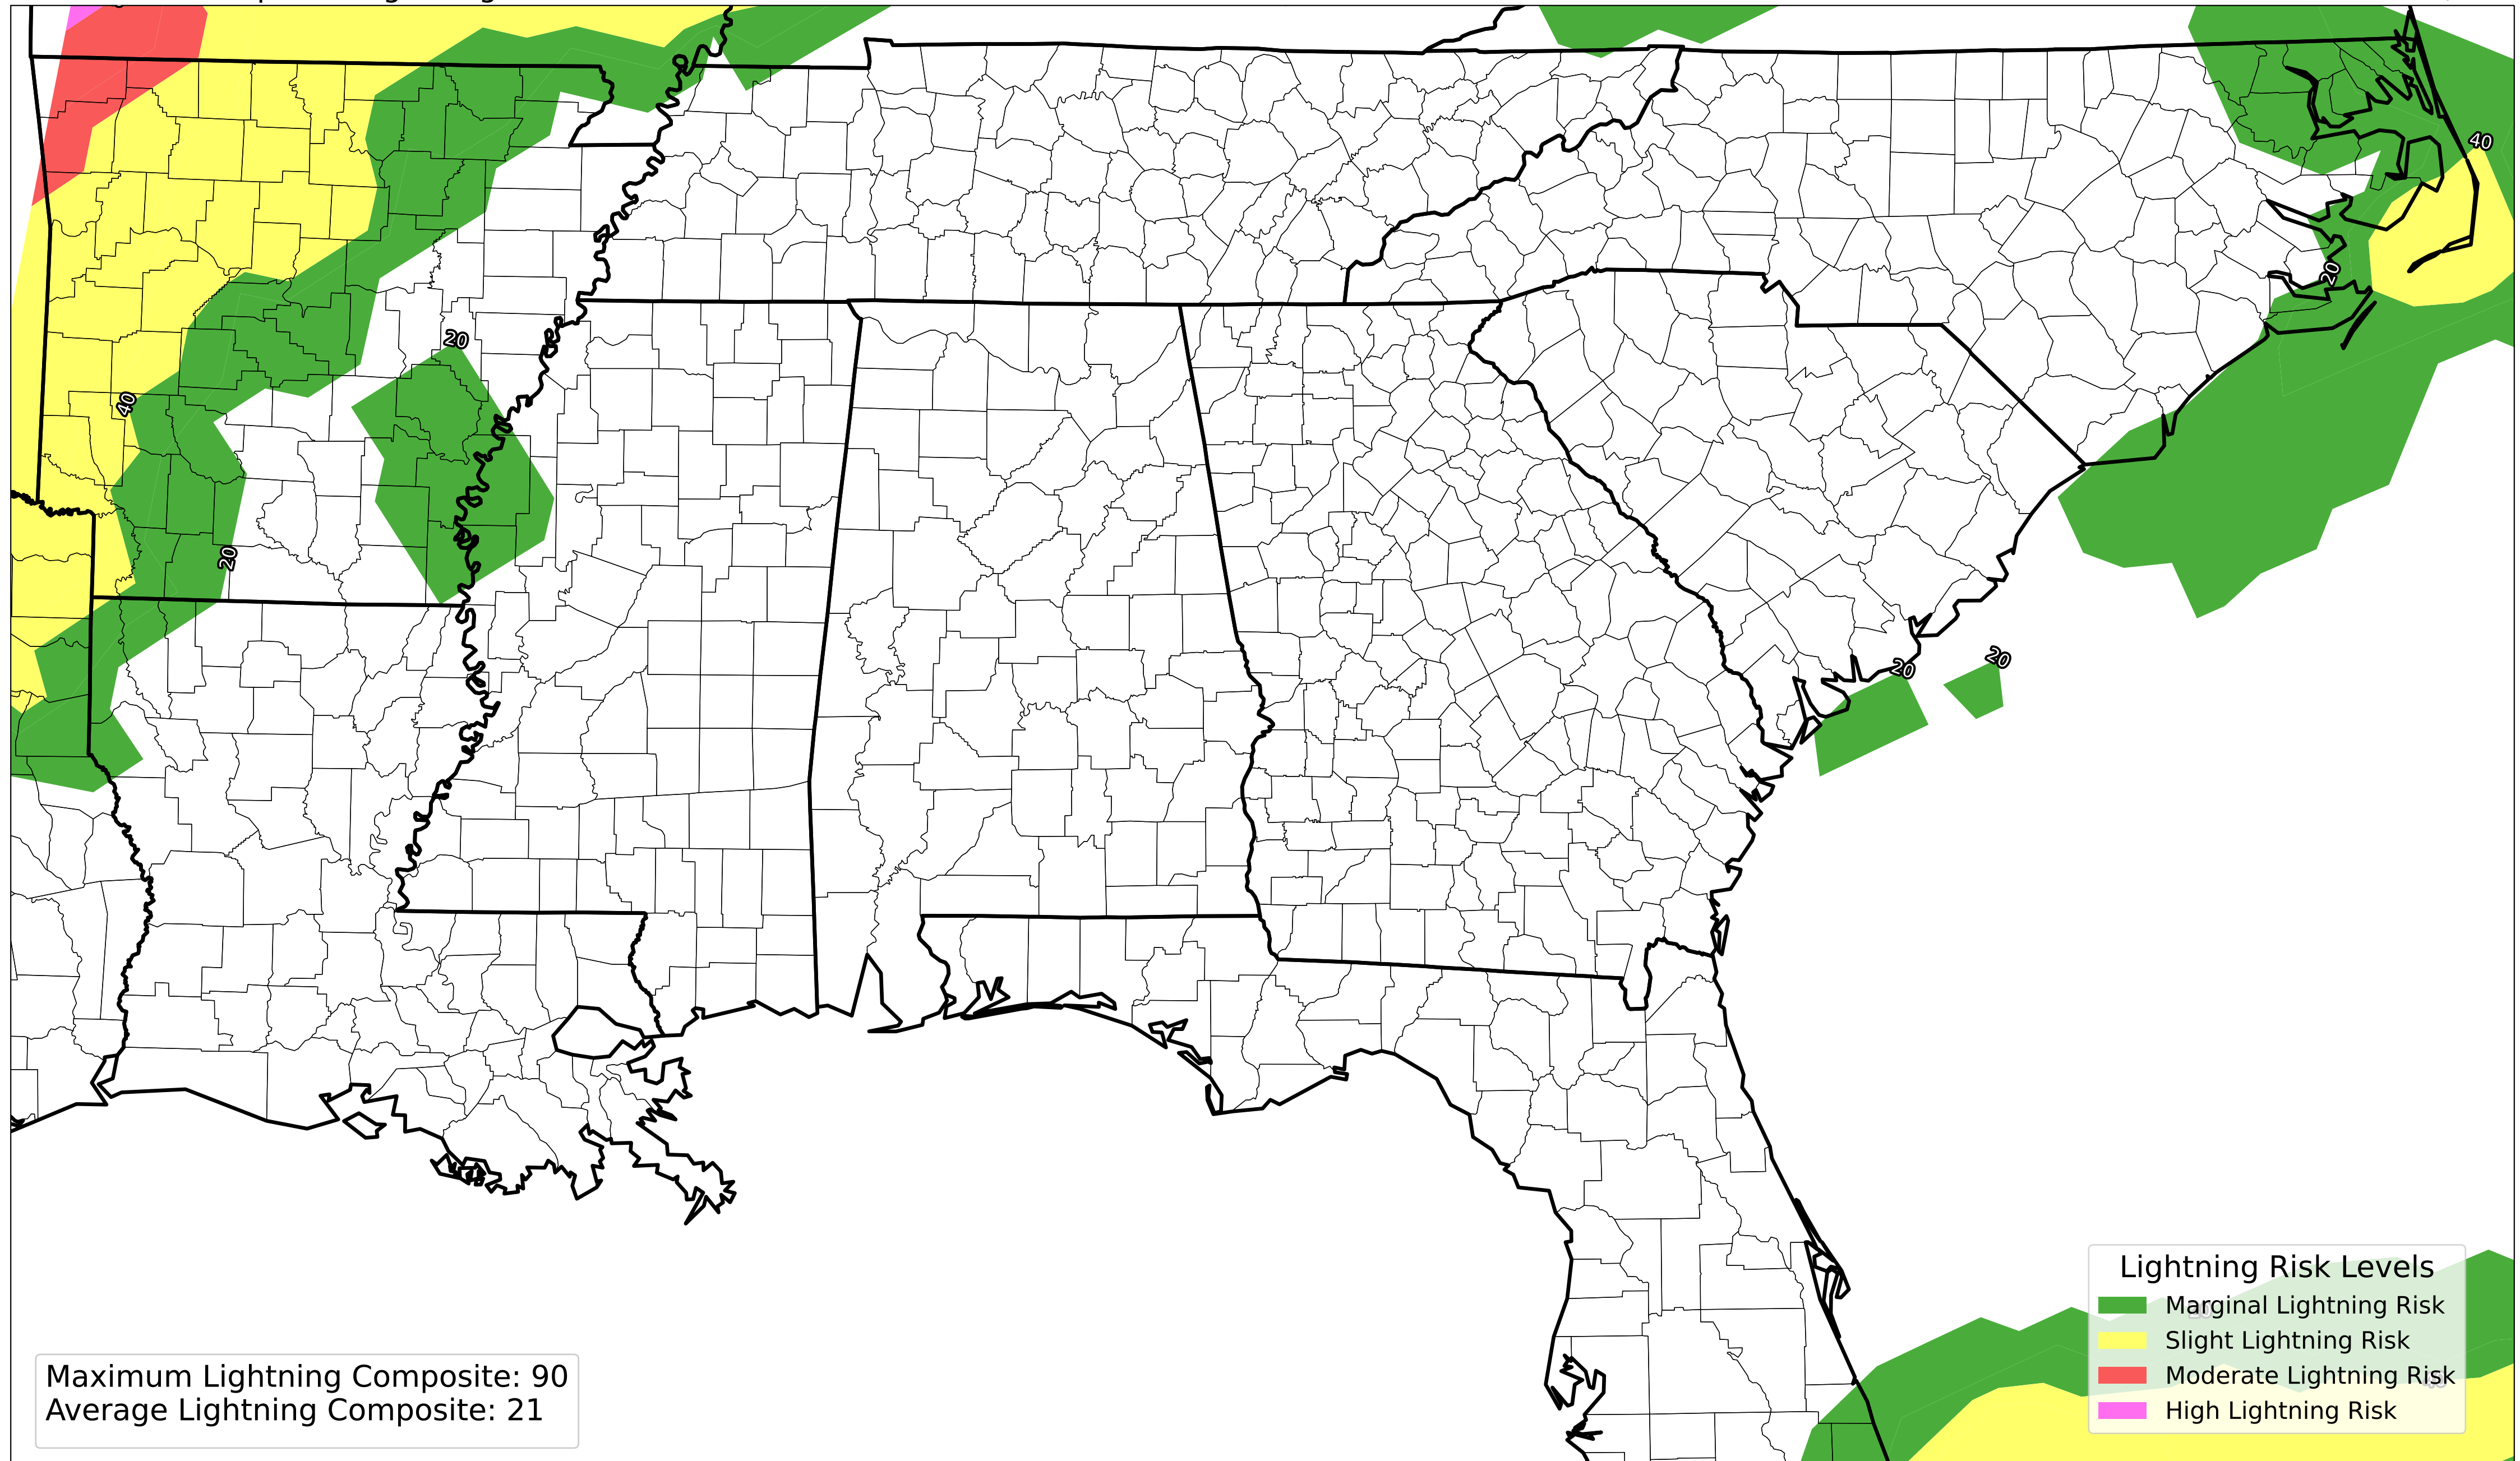 40
20
20
40
20
20
20
Lightning Risk Levels
Marginal Lightning Risk
Slight Lightning Risk
Moderate Lightning Risk
High Lightning Risk
Maximum Lightning Composite: 90
Average Lightning Composite: 21